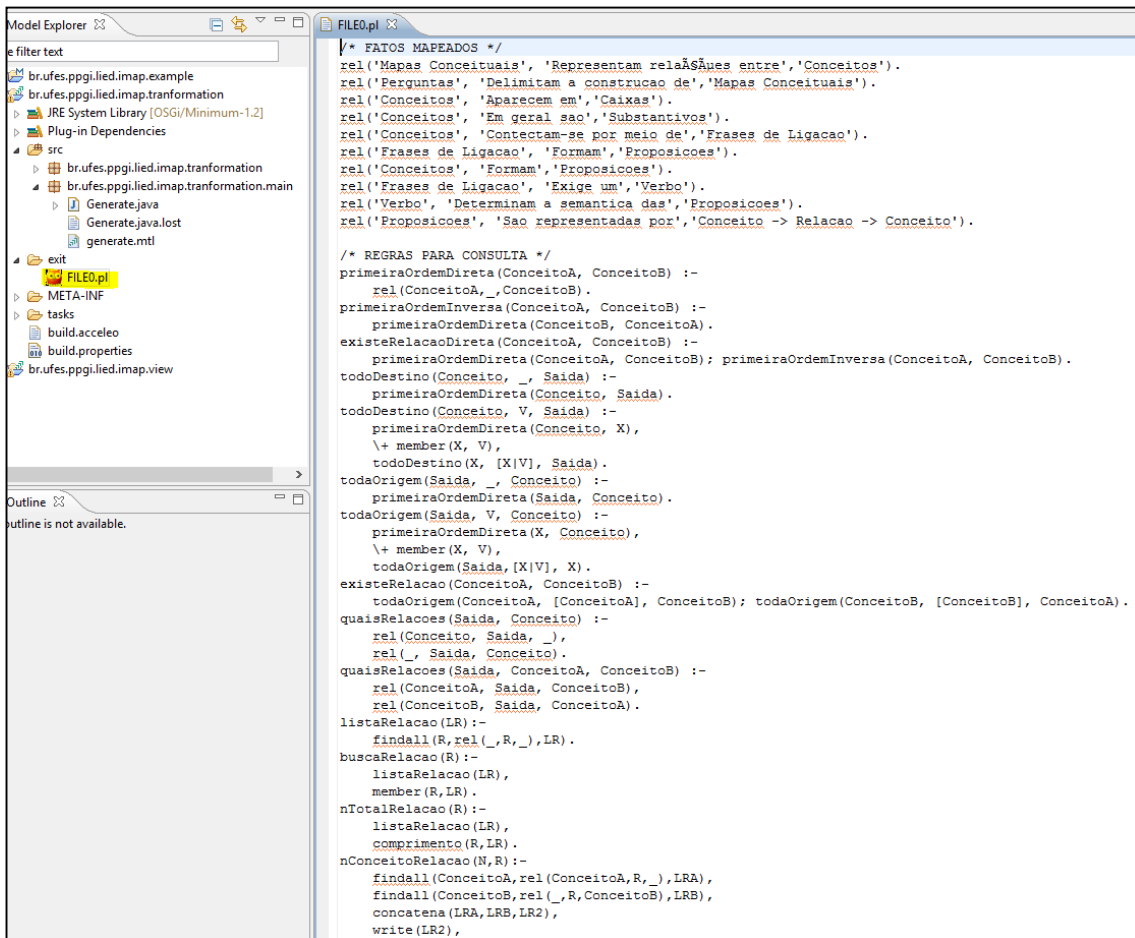 Model Explorer
e filter text
br.ufes.ppgi.lied.imap.example
br.ufes.ppgi.lied.imap.tranformation
JRE System Library [OSGi/Minimum-1.2]
Plug-in Dependencies
src
br.ufes.ppgi.lied.imap.tranformation
br.ufes.ppgi.lied.imap.tranformation.main
Generate.java
Generate.java.lost
generate.mtl
exit
FILE0.pl
META-INF
tasks
build.acceleo
build.properties
br.ufes.ppgi.lied.imap.view
Outline
outline is not available.
FILE0.pl
/* FATOS MAPEADOS */
rel('Mapas Conceituais', 'Representam relaÃ§Ãµes entre','Conceitos').
rel('Perguntas', 'Delimitam a construcao de','Mapas Conceituais').
rel('Conceitos', 'Aparecem em','Caixas').
rel('Conceitos', 'Em geral sao','Substantivos').
rel('Conceitos', 'Contectam-se por meio de','Frases de Ligacao').
rel('Frases de Ligacao', 'Formam','Proposicoes').
rel('Conceitos', 'Formam','Proposicoes').
rel('Frases de Ligacao', 'Exige um','Verbo').
rel('Verbo', 'Determinam a semantica das','Proposicoes').
rel('Proposicoes', 'Sao representadas por','Conceito -> Relacao -> Conceito').
/* REGRAS PARA CONSULTA */
primeiraOrdemDireta(ConceitoA, ConceitoB) :-
rel(ConceitoA,_,ConceitoB).
primeiraOrdemInversa(ConceitoA, ConceitoB) :-
primeiraOrdemDireta(ConceitoB, ConceitoA).
existeRelacaoDireta(ConceitoA, ConceitoB) :-
primeiraOrdemDireta(ConceitoA, ConceitoB); primeiraOrdemInversa(ConceitoA, ConceitoB).
todoDestino(Conceito, _, Saida) :-
primeiraOrdemDireta(Conceito, Saida).
todoDestino(Conceito, V, Saida) :-
primeiraOrdemDireta(Conceito, X),
\+ member(X, V),
todoDestino(X, [X|V], Saida).
todaOrigem(Saida, _, Conceito) :-
primeiraOrdemDireta(Saida, Conceito).
todaOrigem(Saida, V, Conceito) :-
primeiraOrdemDireta(X, Conceito),
\+ member(X, V),
todaOrigem(Saida,[X|V], X).
existeRelacao(ConceitoA, ConceitoB) :-
todaOrigem(ConceitoA, [ConceitoA], ConceitoB); todaOrigem(ConceitoB, [ConceitoB], ConceitoA).
quaisRelacoes(Saida, Conceito) :-
rel(Conceito, Saida, _),
rel(_, Saida, Conceito).
quaisRelacoes(Saida, ConceitoA, ConceitoB) :-
rel(ConceitoA, Saida, ConceitoB),
rel(ConceitoB, Saida, ConceitoA).
listaRelacao(LR):-
findall(R,rel(_,R,_),LR).
buscaRelacao(R):-
listaRelacao(LR),
member(R,LR).
nTotalRelacao(R):-
listaRelacao(LR),
comprimento(R,LR).
nConceitoRelacao(N,R):-
findall(ConceitoA,rel(ConceitoA,R,_),LRA),
findall(ConceitoB,rel(_,R,ConceitoB),LRB),
concatena(LRA,LRB,LR2),
write(LR2),